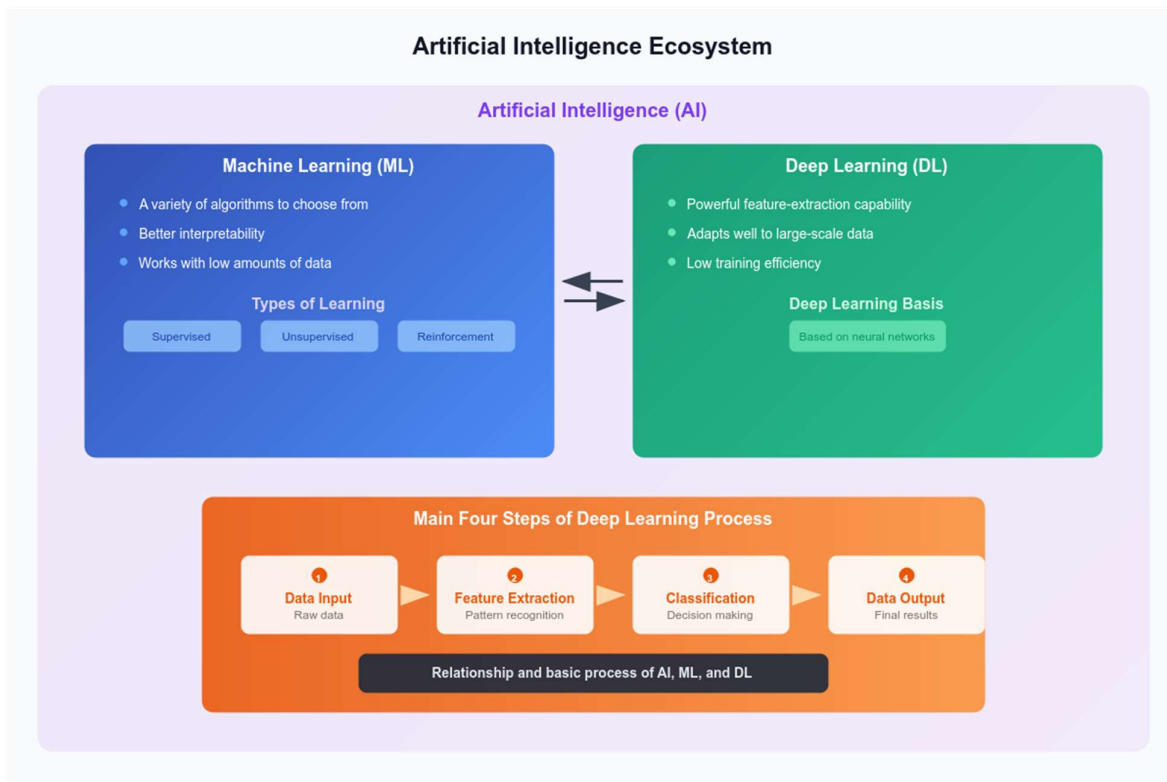 Artificial Intelligence Ecosystem
Artificial Intelligence (AI)
Machine Learning (ML)
A variety of algorithms to choose from
Better interpretability
Works with low amounts of data
Types of Learning
Supervised
Unsupervised
Reinforcement
Deep Learning (DL)
Powerful feature-extraction capability
Adapts well to large-scale data
Low training efficiency
Deep Learning Basis
Based on neural networks
Main Four Steps of Deep Learning Process
1
Data Input
Raw data
2
Feature Extraction
Pattern recognition
3
Classification
Decision making
4
Data Output
Final results
Relationship and basic process of AI, ML, and DL